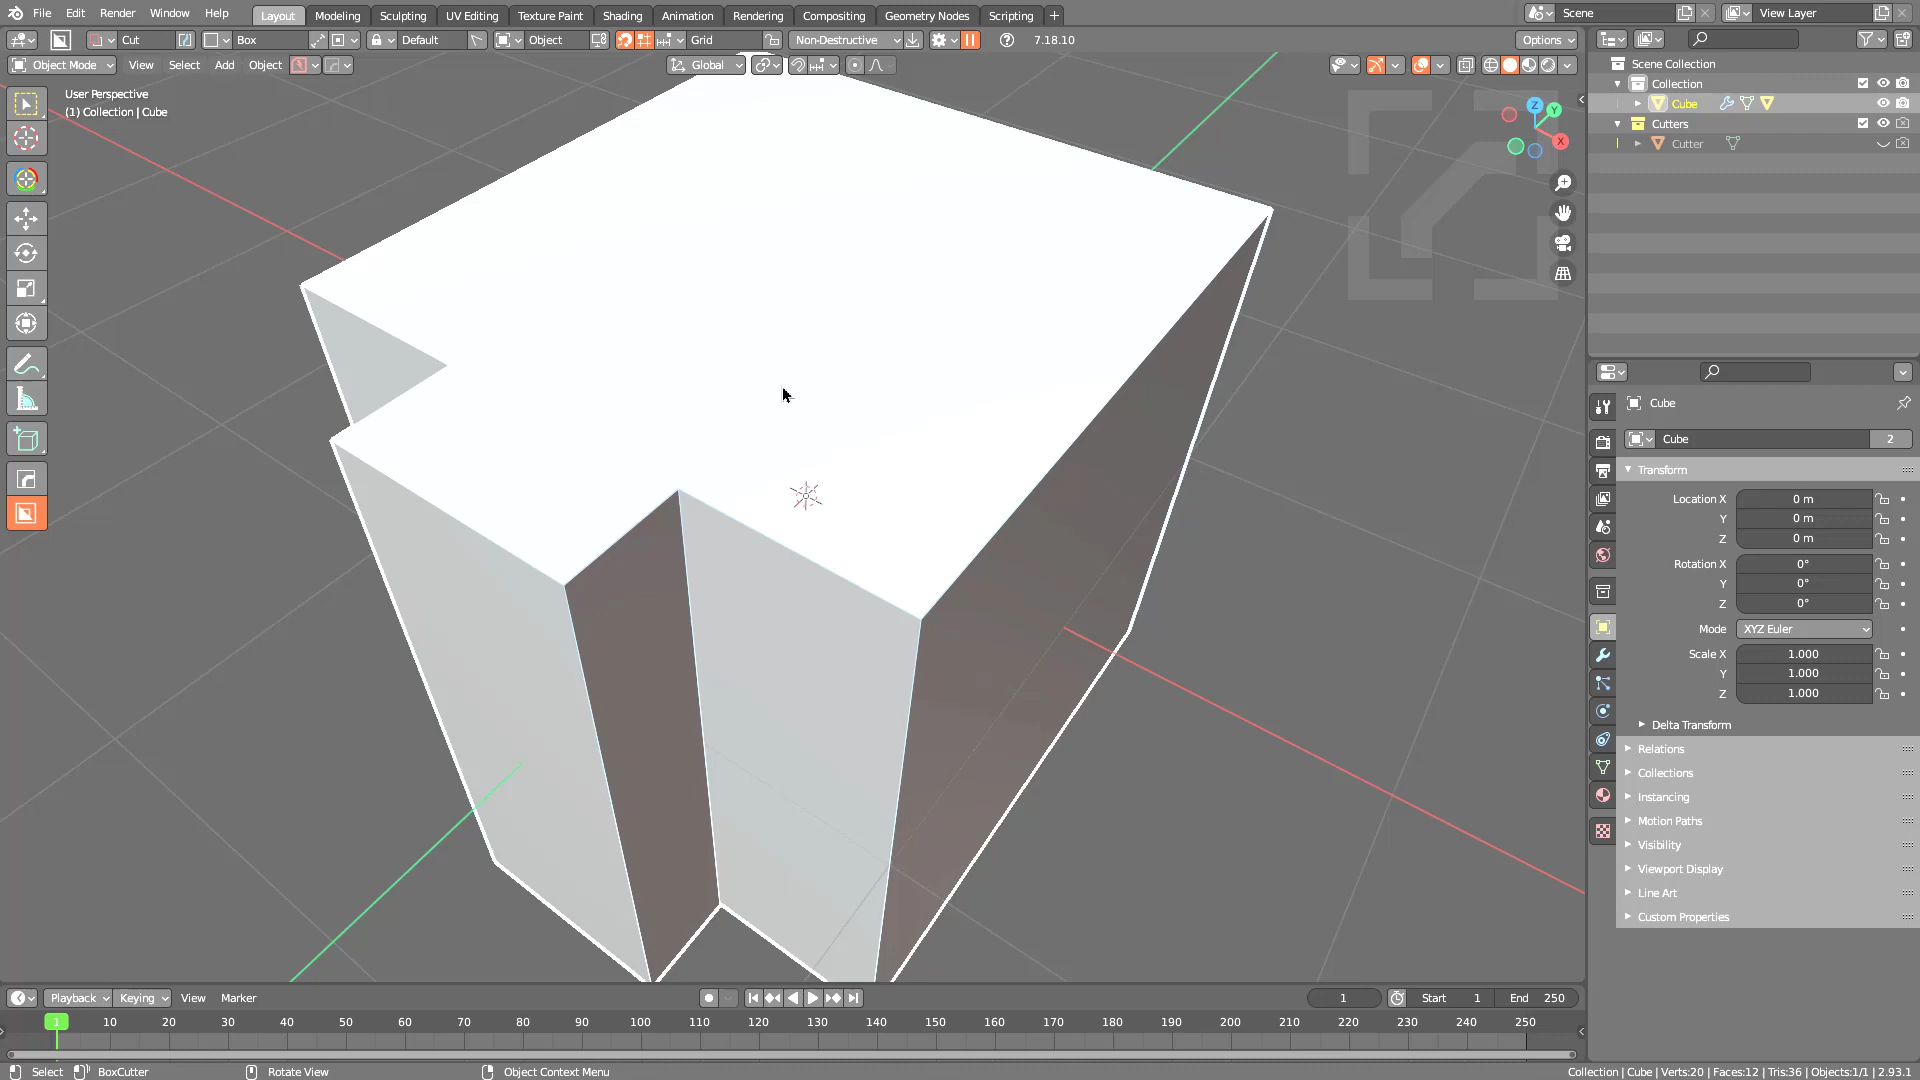 File Edit Render Window Help Layout Modeling Sculpting UV Editing Texture Paint Shading Animation Rendering Compositing Geometry Nodes Scripting + Scene View Layer
Cut Box Default Object Grid Non-Destructive 7.18.10 Options
Object Mode View Select Add Object Global
User Perspective
(1) Collection | Cube
Z
Y
X
Scene Collection
Collection
Cube
Cutters
Cutter
Cube
Cube 2
Transform
Location X 0 m
Y 0 m
Z 0 m
Rotation X 0°
Y 0°
Z 0°
Mode XYZ Euler
Scale X 1.000
Y 1.000
Z 1.000
Delta Transform
Relations
Collections
Instancing
Motion Paths
Visibility
Viewport Display
Line Art
Custom Properties
Playback Keying View Marker 1 Start 1 End 250
1 10 20 30 40 50 60 70 80 90 100 110 120 130 140 150 160 170 180 190 200 210 220 230 240 250
Select BoxCutter Rotate View Object Context Menu Collection | Cube | Verts:20 | Faces:12 | Tris:36 | Objects:1/1 | 2.93.1